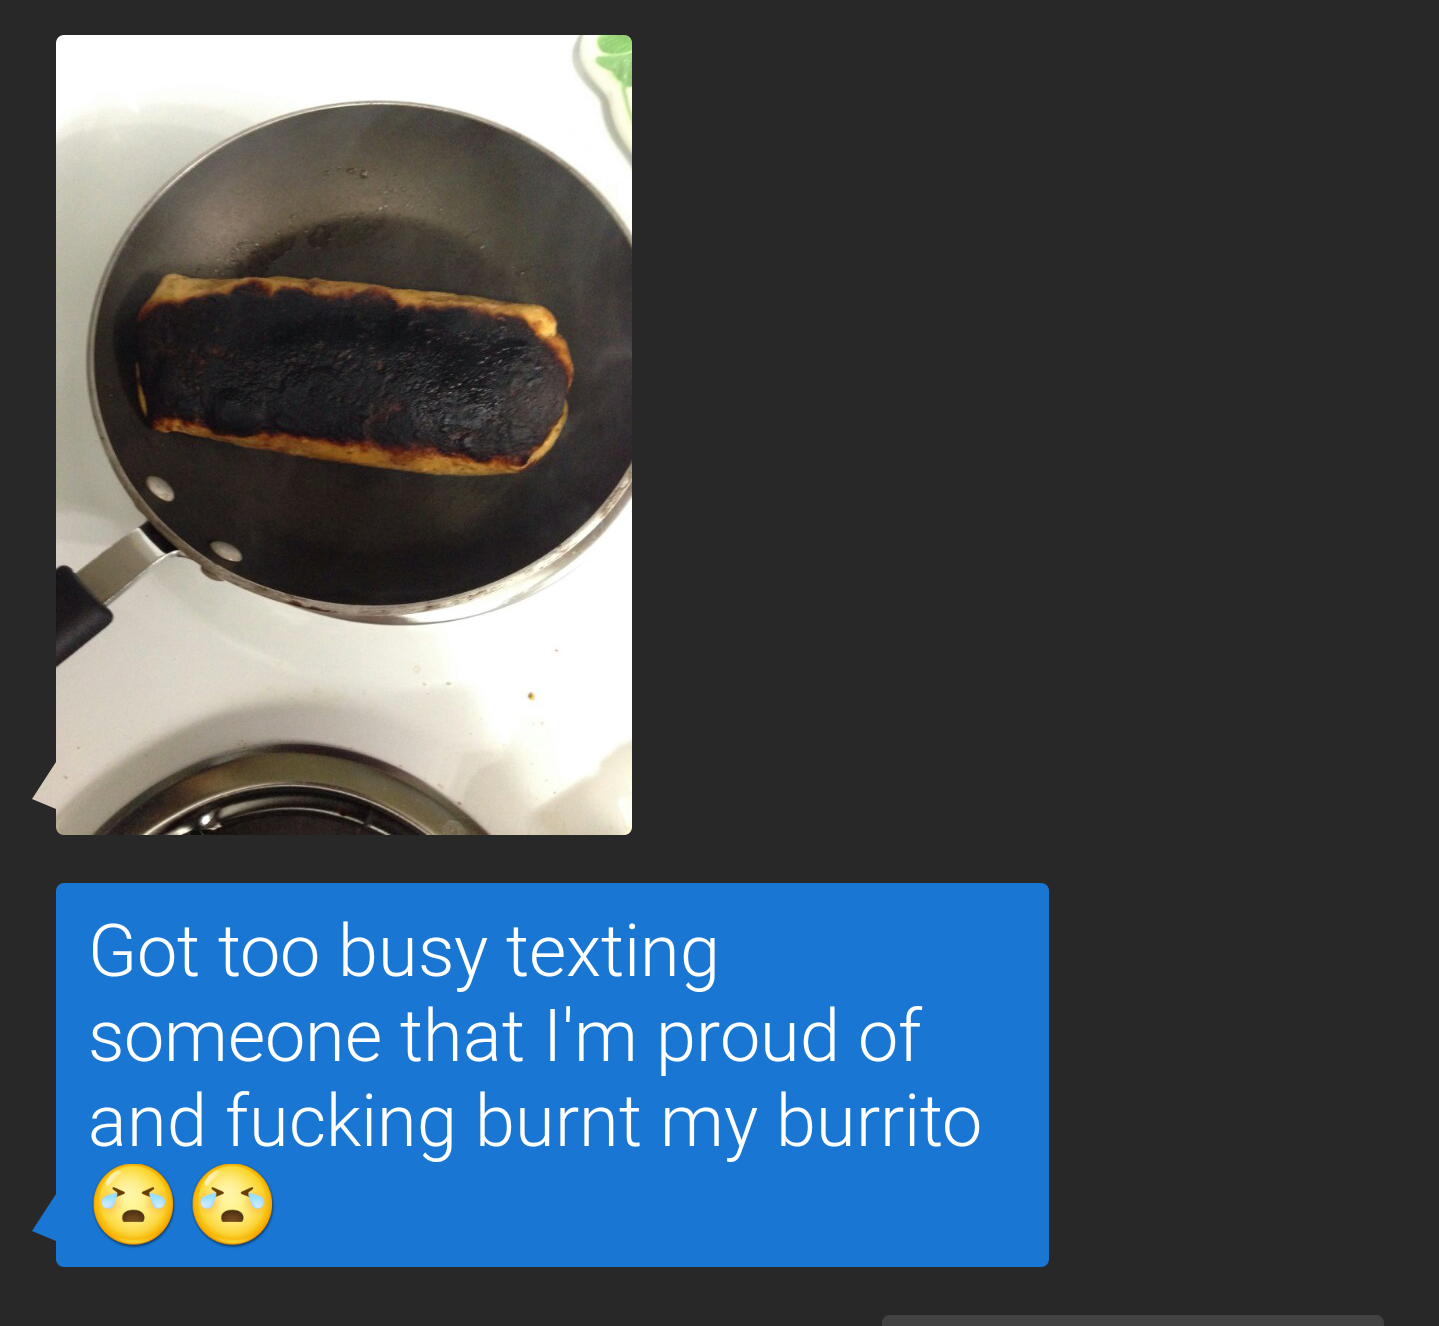 Got too busy texting
someone that I'm proud of
and fucking burnt my burrito
😭😭